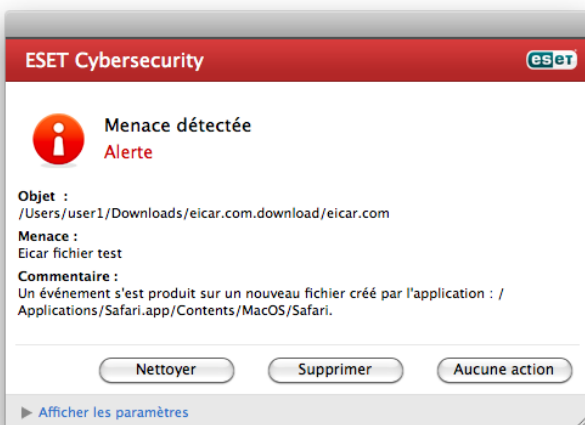 ESET Cybersecurity
eset
Menace détectée
Alerte
Objet :
/Users/user1/Downloads/eicar.com.download/eicar.com
Menace :
Eicar fichier test
Commentaire :
Un événement s'est produit sur un nouveau fichier créé par l'application : /
Applications/Safari.app/Contents/MacOS/Safari.
Nettoyer
Supprimer
Aucune action
Afficher les paramètres